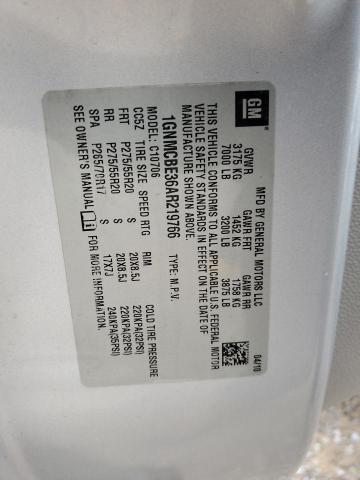 GM
MFD BY GENERAL MOTORS LLC
04/10
GVWR GAWR FRT GAWR RR
3175 KG 1452 KG 1758 KG
7000 LB 3200 LB 3875 LB
THIS VEHICLE CONFORMS TO ALL APPLICABLE U.S. FEDERAL MOTOR
VEHICLE SAFETY STANDARDS IN EFFECT ON THE DATE OF
MANUFACTURE SHOWN ABOVE.
1GNMCBE36AR219766 TYPE: M.P.V.
MODEL: C10706
CC5Z TIRE SIZE SPEED RTG RIM COLD TIRE PRESSURE
FRT P275/55R20 S 20X8.5J 220KPA(32PSI)
RR P275/55R20 S 20X8.5J 220KPA(32PSI)
SPA P265/70R17 S 17X7J 240KPA(35PSI)
SEE OWNER'S MANUAL FOR MORE INFORMATION.